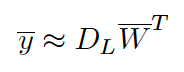 y̅ ≈ D_L W̅^T